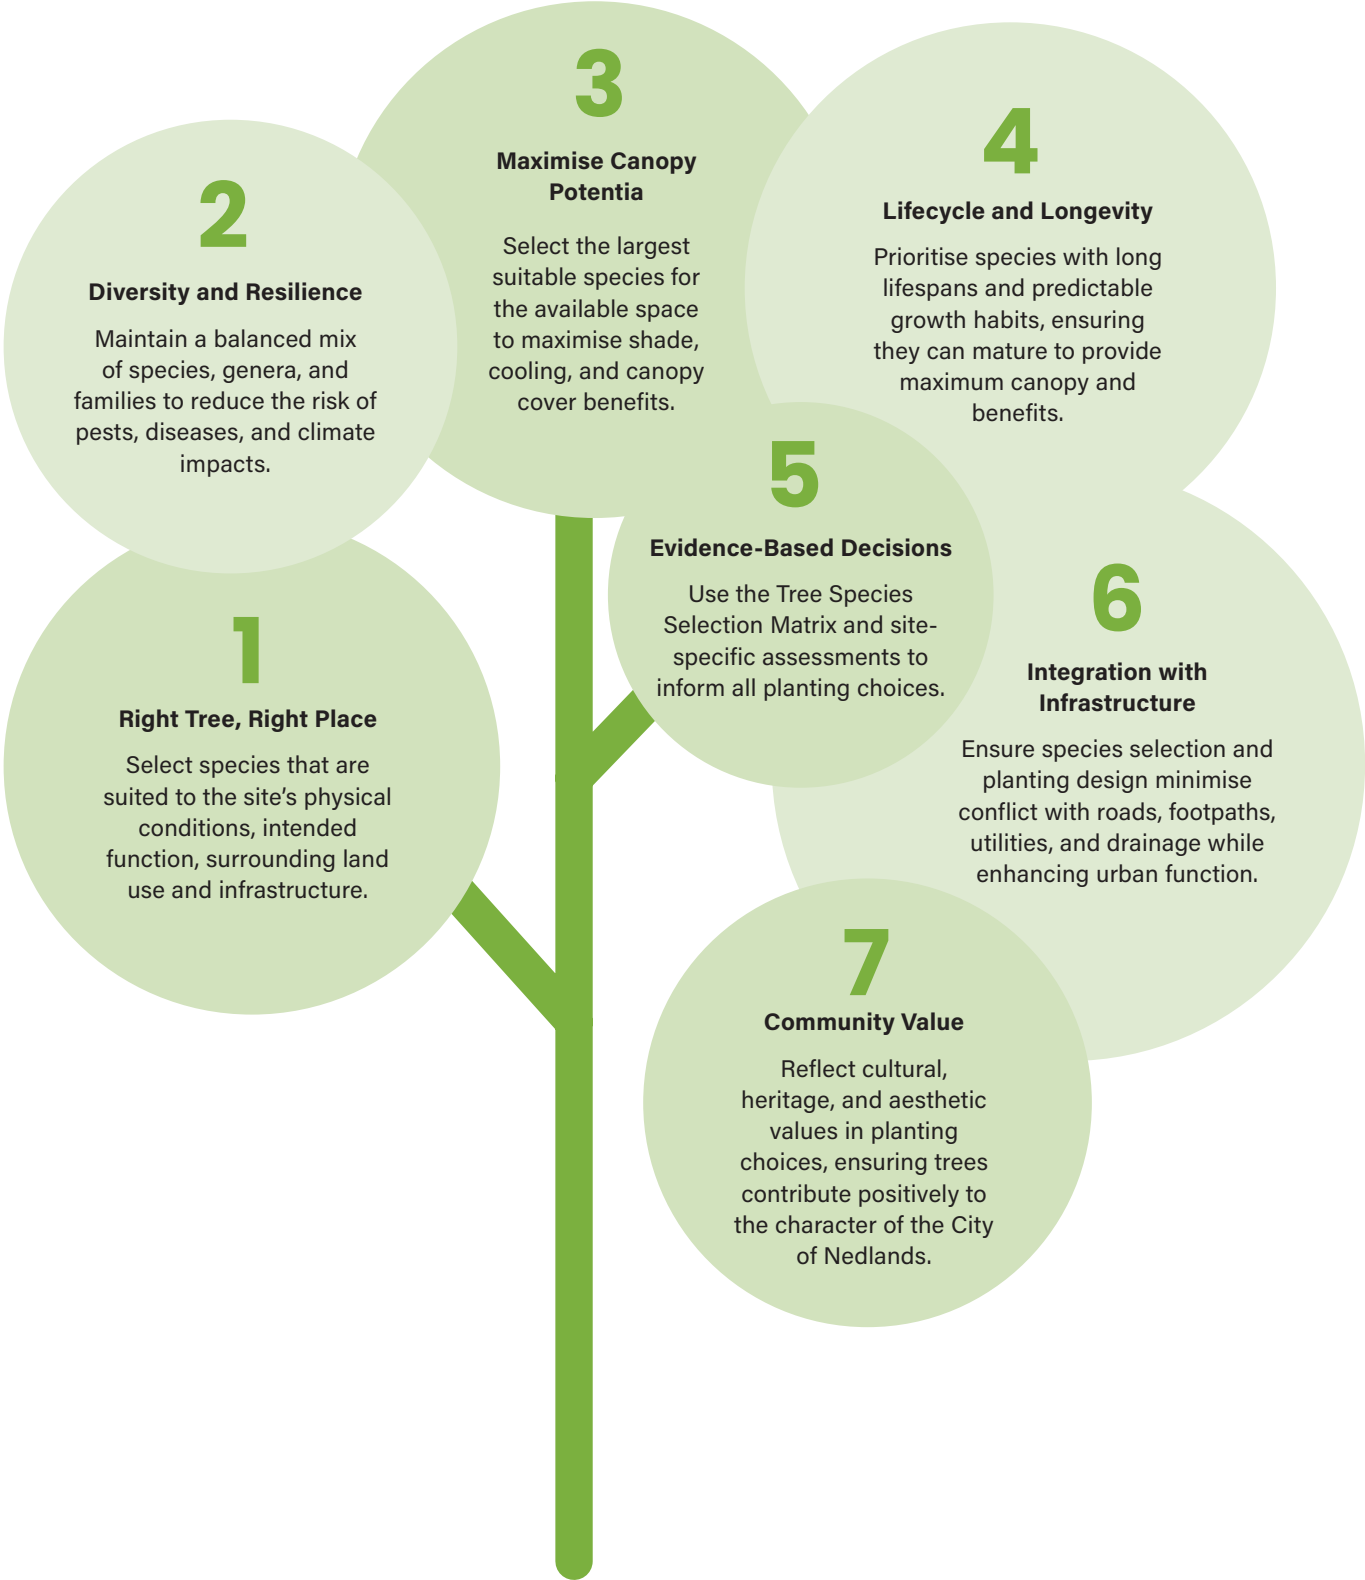 1
Right Tree, Right Place
Select species that are
suited to the site's physical
conditions, intended
function, surrounding land
use and infrastructure.
2
Diversity and Resilience
Maintain a balanced mix
of species, genera, and
families to reduce the risk of
pests, diseases, and climate
impacts.
3
Maximise Canopy
Potentia
Select the largest
suitable species for
the available space
to maximise shade,
cooling, and canopy
cover benefits.
4
Lifecycle and Longevity
Prioritise species with long
lifespans and predictable
growth habits, ensuring
they can mature to provide
maximum canopy and
benefits.
5
Evidence-Based Decisions
Use the Tree Species
Selection Matrix and site-
specific assessments to
inform all planting choices.
6
Integration with
Infrastructure
Ensure species selection and
planting design minimise
conflict with roads, footpaths,
utilities, and drainage while
enhancing urban function.
7
Community Value
Reflect cultural,
heritage, and aesthetic
values in planting
choices, ensuring trees
contribute positively to
the character of the City
of Nedlands.